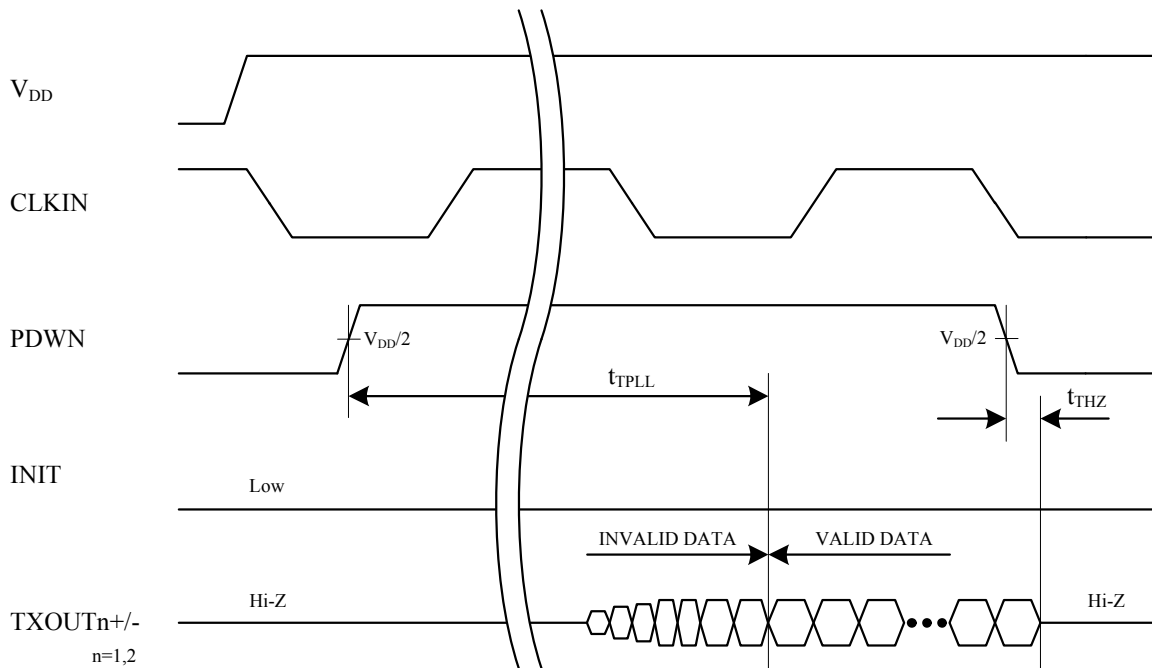 VDD
CLKIN
PDWN
VDD/2
VDD/2
tTPLL
tTHZ
INIT
Low
INVALID DATA
VALID DATA
TXOUTn+/-
n=1,2
Hi-Z
Hi-Z